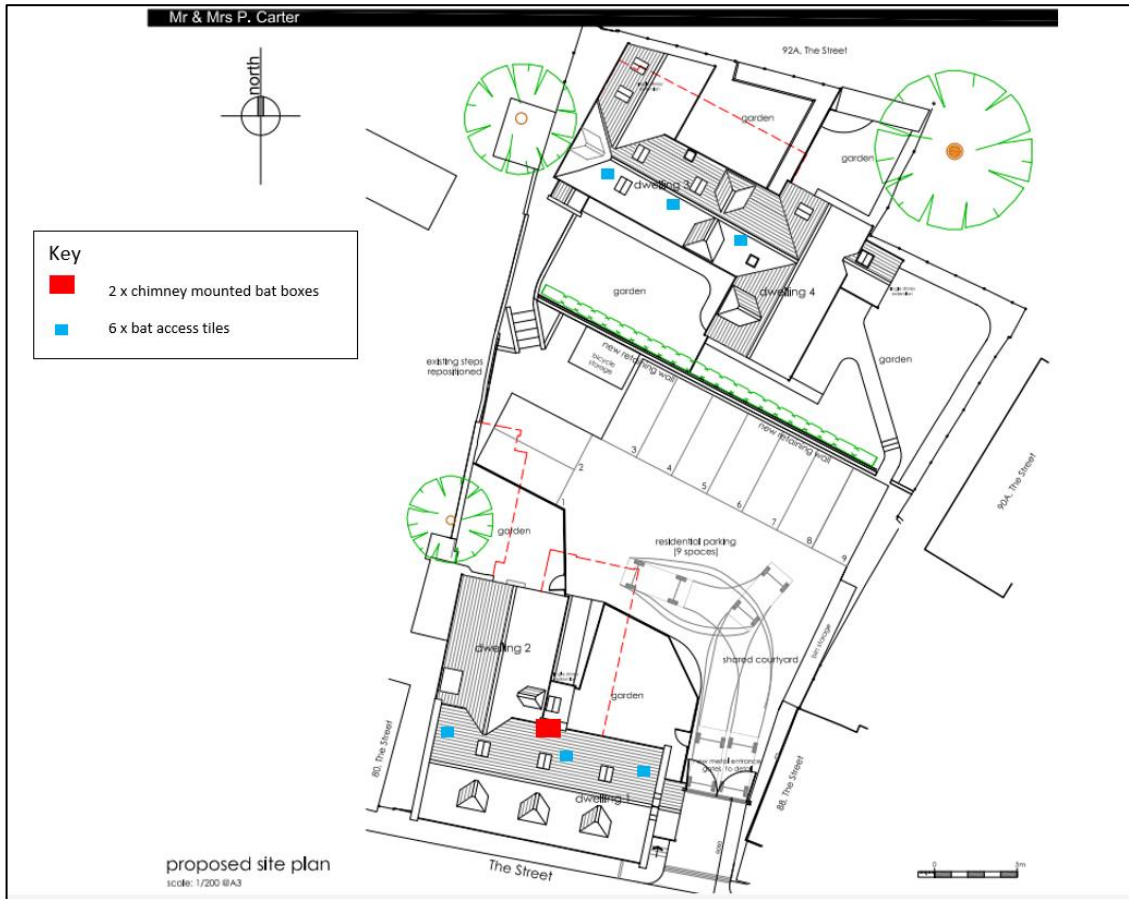 Mr & Mrs P. Carter
92A, The Street
north
garden
garden
dwelling 3
Key
2 x chimney mounted bat boxes
6 x bat access tiles
garden
dwelling 4
garden
existing steps
repositioned
new retaining wall
bicycle
storage
new retaining wall
1
2
3
4
5
6
7
8
9
90A, The Street
garden
residential parking
(9 spaces)
dwelling 2
shared courtyard
bin storage
garden
80, The Street
88, The Street
new metal entrance
gates, to detail
dwelling 1
The Street
proposed site plan
scale: 1/200 @A3
0
5m